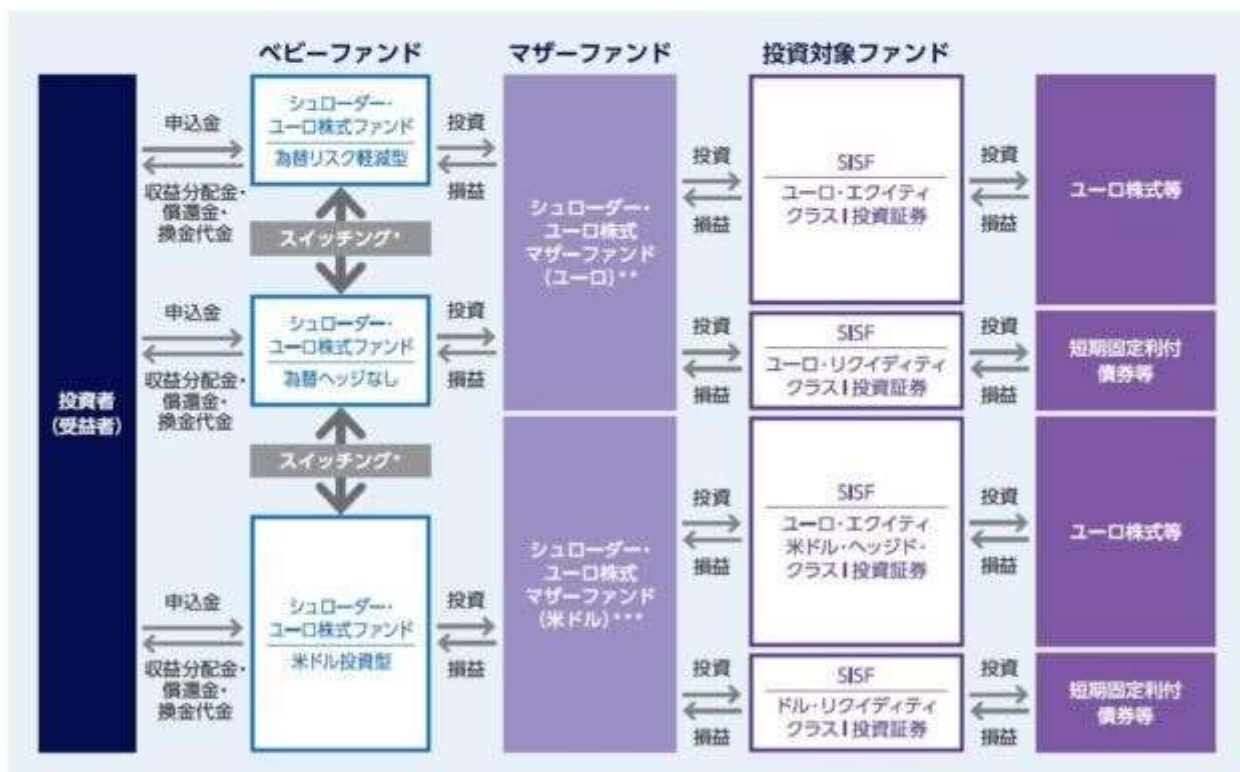 ベビーファンド
マザーファンド
投資対象ファンド
投資者
(受益者)
申込金
収益分配金・
償還金・
換金代金
シュローダー・
ユーロ株式ファンド
為替リスク軽減型
投資
損益
スイッチング*
申込金
収益分配金・
償還金・
換金代金
シュローダー・
ユーロ株式ファンド
為替ヘッジなし
投資
損益
スイッチング*
申込金
収益分配金・
償還金・
換金代金
シュローダー・
ユーロ株式ファンド
米ドル投資型
投資
損益
シュローダー・
ユーロ株式
マザーファンド
(ユーロ)**
シュローダー・
ユーロ株式
マザーファンド
(米ドル)***
投資
損益
SISF
ユーロ・エクイティ
クラスI投資証券
投資
損益
ユーロ株式等
投資
損益
SISF
ユーロ・リクイディティ
クラスI投資証券
投資
損益
短期固定利付
債券等
投資
損益
SISF
ユーロ・エクイティ
米ドル・ヘッジド・
クラスI投資証券
投資
損益
ユーロ株式等
投資
損益
SISF
ドル・リクイディティ
クラスI投資証券
投資
損益
短期固定利付
債券等